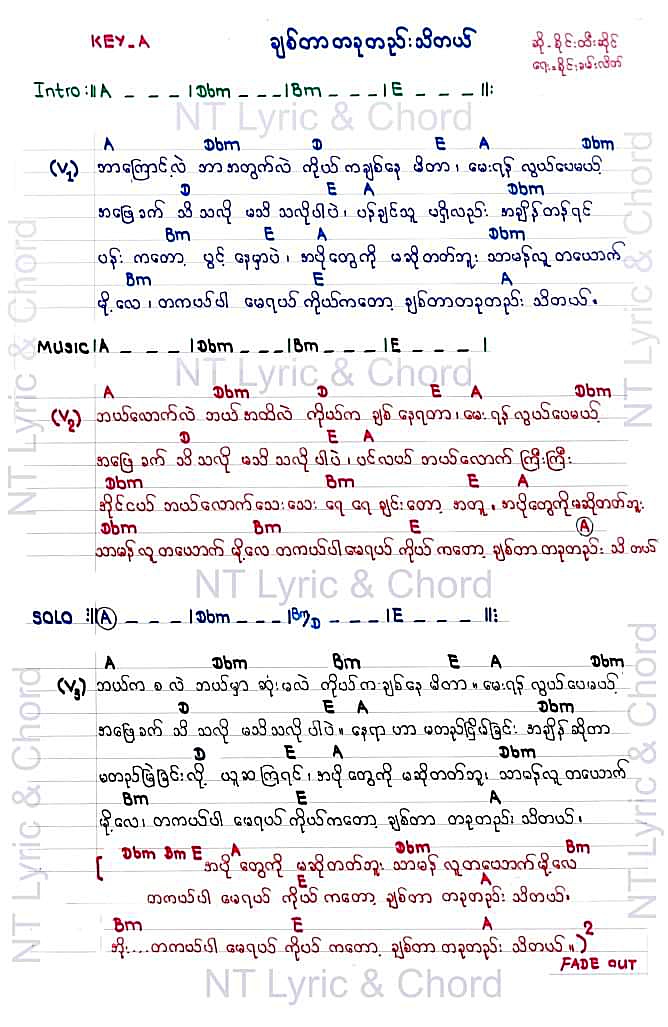 KEY_A
ချစ်တာတခုတည်းသိတယ်
ဆို - စိုင်းထီးဆိုင်
ရေး - စိုင်းခမ်းလိတ်
Intro :||A _ _ _ |Dbm _ _ _ |Bm _ _ _ |E _ _ _ ||:
NT Lyric & Chord
A Dbm D E A Dbm
(V1) ဘာကြောင့်လဲ ဘာအတွက်လဲ ကိုယ် ကချစ်နေ မိတာ ၊ မေးရန် လွယ်ပေမယ့်
D E A Dbm
အဖြေခက် သိ သလို မသိ သလိုပါပဲ ၊ ပန်ချင်သူ မရှိလည်း အချိန်တန်ရင်
Bm E A Dbm
ပန်း ကတော့ ပွင့် နေမှာပဲ ၊ အပိုတွေကို မဆိုတတ်ဘူး သာမန်လူ တယောက်
Bm E A
မို့လေ ၊ တကယ်ပါ မေရယ် ကိုယ်ကတော့ ချစ်တာတခုတည်း သိတယ် ။
MUSIC |A _ _ _ |Dbm _ _ _ |Bm _ _ _ |E _ _ _ |
NT Lyric & Chord
A Dbm D E A Dbm
(V2) ဘယ်လောက်လဲ ဘယ်အထိလဲ ကိုယ်က ချစ် နေရတာ ၊ မေးရန် လွယ်ပေမယ့်
D E A
အဖြေခက် သိ သလို မသိ သလိုပါပဲ ၊ ပင်လယ် ဘယ်လောက် ကြီးကြီး
Dbm Bm E A
အိုင်ငယ် ဘယ်လောက်သေးသေး ရေ ရေ ချင်းတော့ အတူ ၊ အပိုတွေကိုမဆိုတတ်ဘူး
Dbm Bm E A
သာမန်လူတယောက် မို့လေ တကယ်ပါမေရယ် ကိုယ် ကတော့ ချစ်တာ တခုတည်း သိ တယ်
NT Lyric & Chord
SOLO :||A _ _ _ |Dbm _ _ _ |Bm/D _ _ _ |E _ _ _ ||:
A Dbm Bm E A Dbm
(V3) ဘယ်က စ လဲ ဘယ်မှာ ဆုံးမလဲ ကိုယ် က ချစ်နေ မိတာ ။ မေးရန် လွယ်ပေမယ့်
D E A Dbm
အဖြေခက် သိ သလို မသိ သလို ပါပဲ ။ နေရာ ဟာ မတည်ငြိမ်ခြင်း အချိန် ဆိုတာ
D E A Dbm
မတည်မြဲခြင်းလို့ ယူဆ ကြရင် ၊ အပို တွေကို မဆိုတတ်ဘူး သာမန်လူ တယောက်
Bm E A
မို့လေ ၊ တကယ်ပါ မေရယ် ကိုယ်ကတော့ ချစ်တာ တခုတည်း သိတယ် ၊
Dbm Bm E A Dbm Bm
[ အပို တွေကို မဆိုတတ်ဘူး သာမန် လူတယောက် မို့လေ
E A
တကယ်ပါ မေရယ် ကိုယ် ကတော့ ချစ်တာ တခုတည်း သိတယ် ၊
Bm E A
အိုး....တကယ်ပါ မေရယ် ကိုယ် ကတော့ ချစ်တာ တခုတည်း သိတယ် ။ )2
FADE OUT
NT Lyric & Chord
NT Lyric & Chord
NT Lyric & Chord
NT Lyric & Chord
NT Lyric & Chord